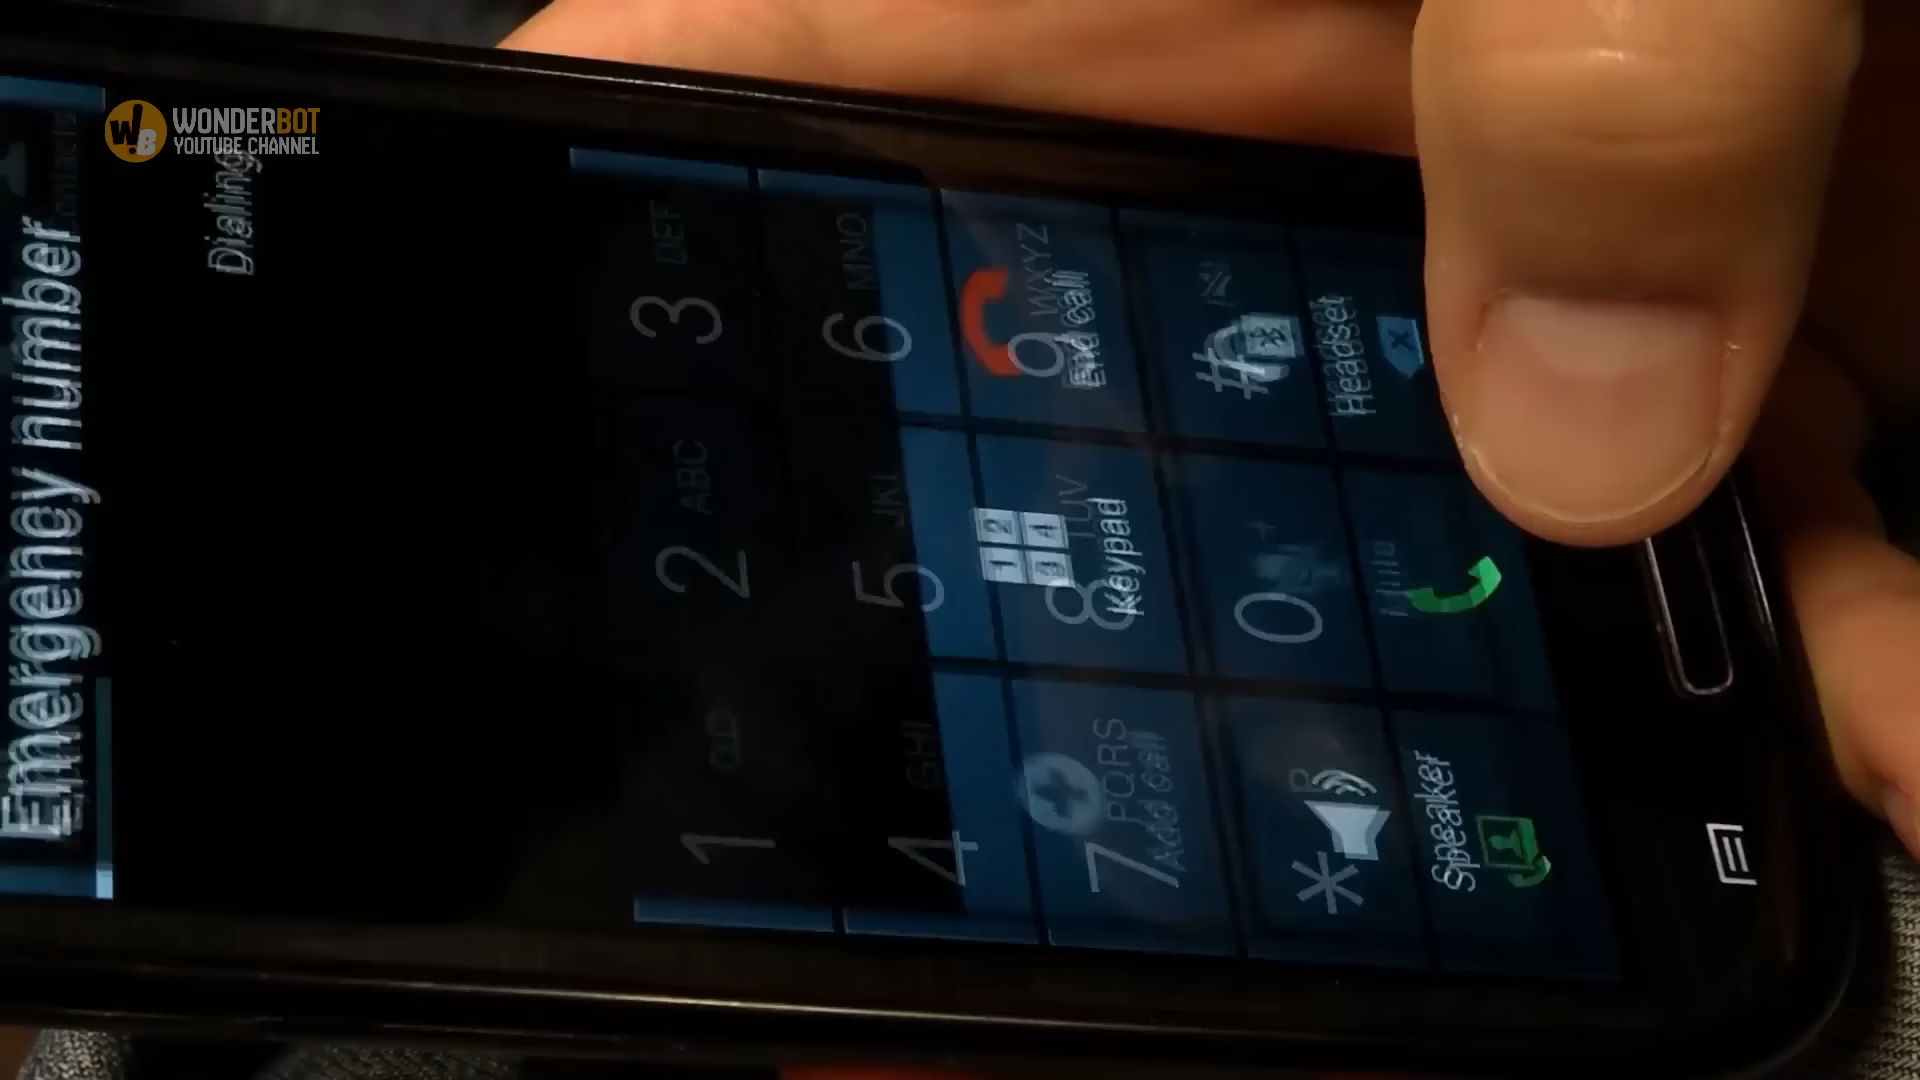 WONDERBOT
YOUTUBE CHANNEL
Emergency number
Dialing
1
2 ABC
3 DEF
4 GHI
5 JKL
6 MNO
7 PQRS
8 TUV
9 WXYZ
*
0 +
#
Add call
Keypad
End call
Speaker
Headset